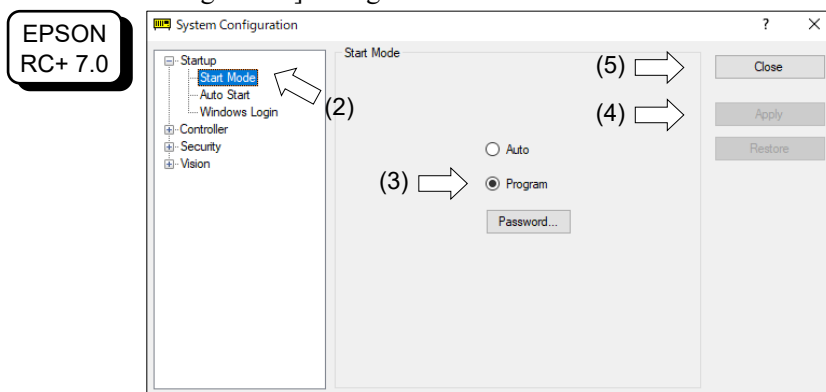 EPSON
RC+ 7.0
System Configuration
?
Startup
Start Mode
Auto Start
Windows Login
Controller
Security
Vision
(2)
Start Mode
Auto
(3)
Program
Password...
(5)
Close
(4)
Apply
Restore